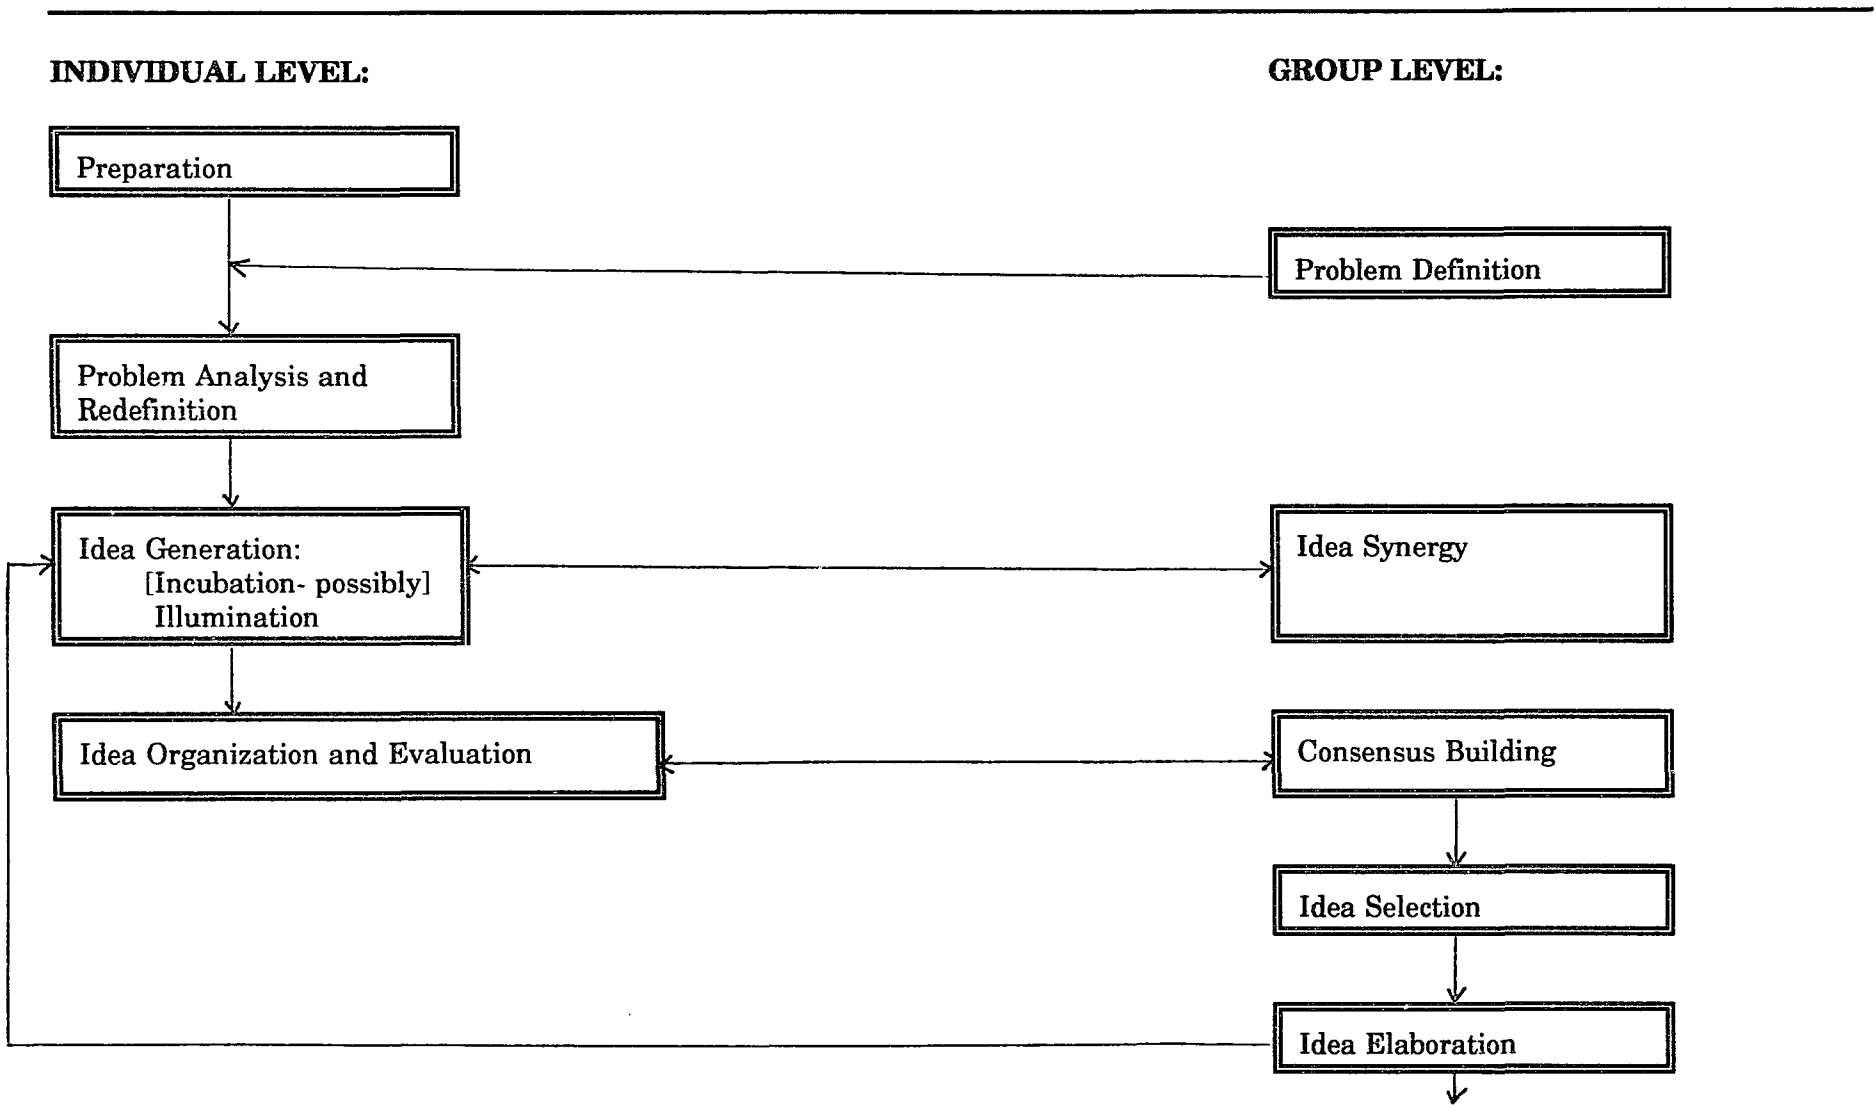 INDIVIDUAL LEVEL:
GROUP LEVEL:
Preparation
Problem Definition
Problem Analysis and
Redefinition
Idea Generation:
[Incubation- possibly]
Illumination
Idea Synergy
Idea Organization and Evaluation
Consensus Building
Idea Selection
Idea Elaboration